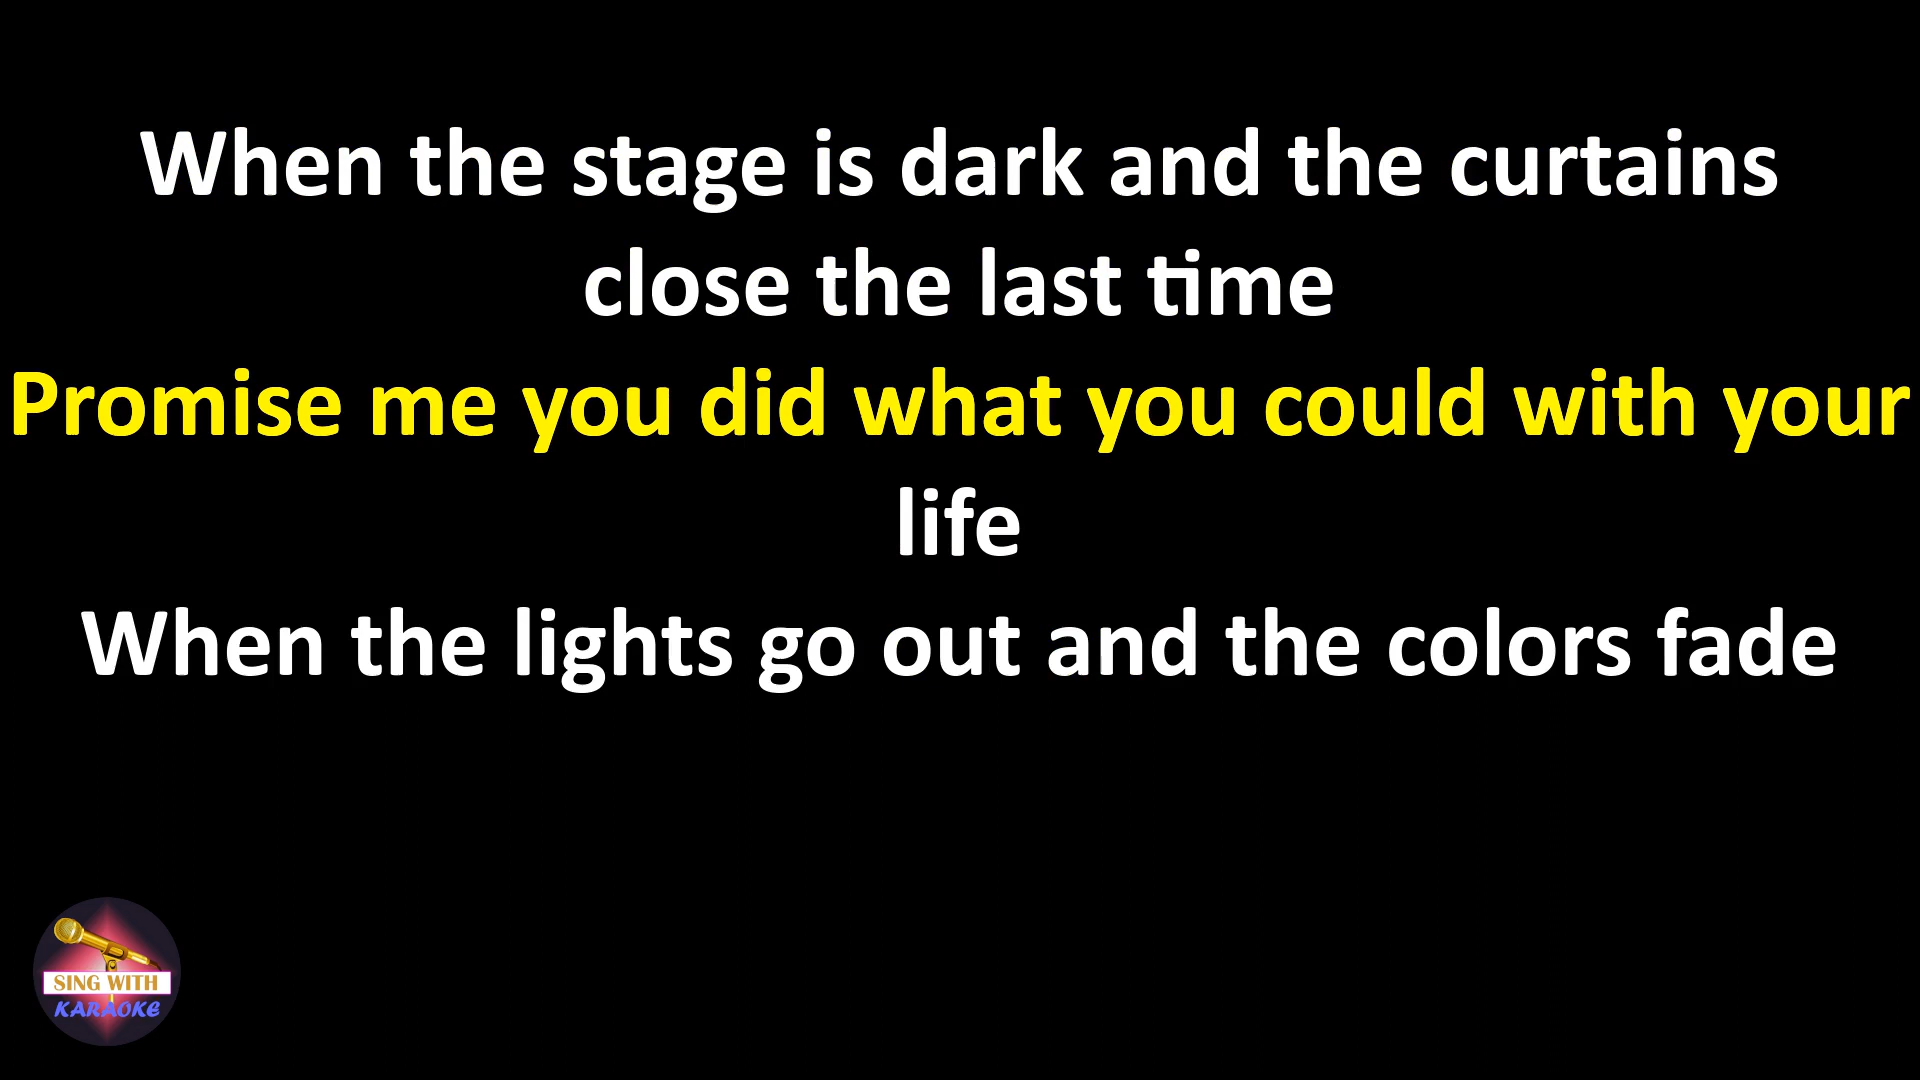 When the stage is dark and the curtains
close the last time
Promise me you did what you could with your
life
When the lights go out and the colors fade
SING WITH
KARAOKE